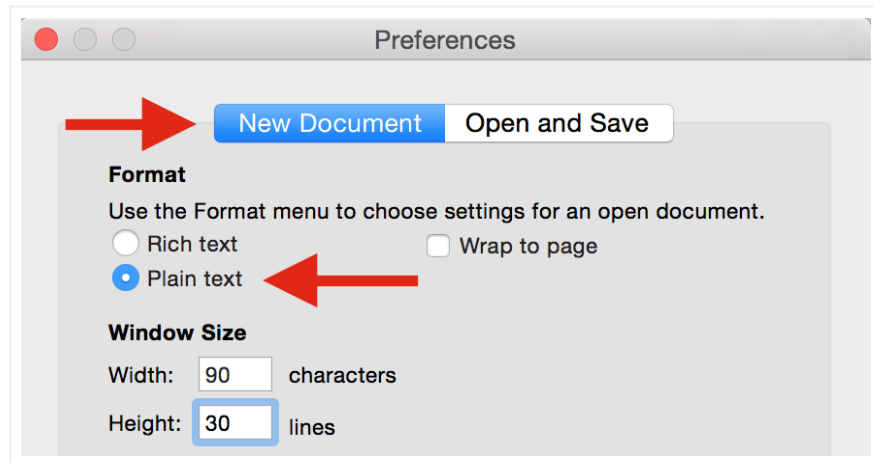 Preferences
New Document Open and Save
Format
Use the Format menu to choose settings for an open document.
Rich text Wrap to page
Plain text
Window Size
Width: 90 characters
Height: 30 lines